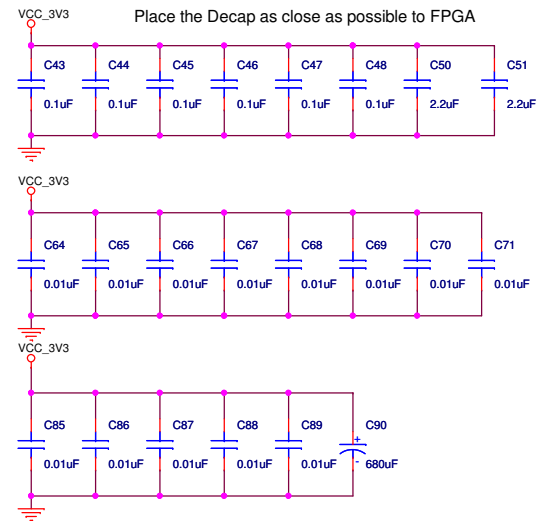 VCC_3V3 Place the Decap as close as possible to FPGA
C43 C44 C45 C46 C47 C48 C50 C51
0.1uF 0.1uF 0.1uF 0.1uF 0.1uF 0.1uF 2.2uF 2.2uF
VCC_3V3
C64 C65 C66 C67 C68 C69 C70 C71
0.01uF 0.01uF 0.01uF 0.01uF 0.01uF 0.01uF 0.01uF 0.01uF
VCC_3V3
C85 C86 C87 C88 C89 C90
+
0.01uF 0.01uF 0.01uF 0.01uF 0.01uF - 680uF